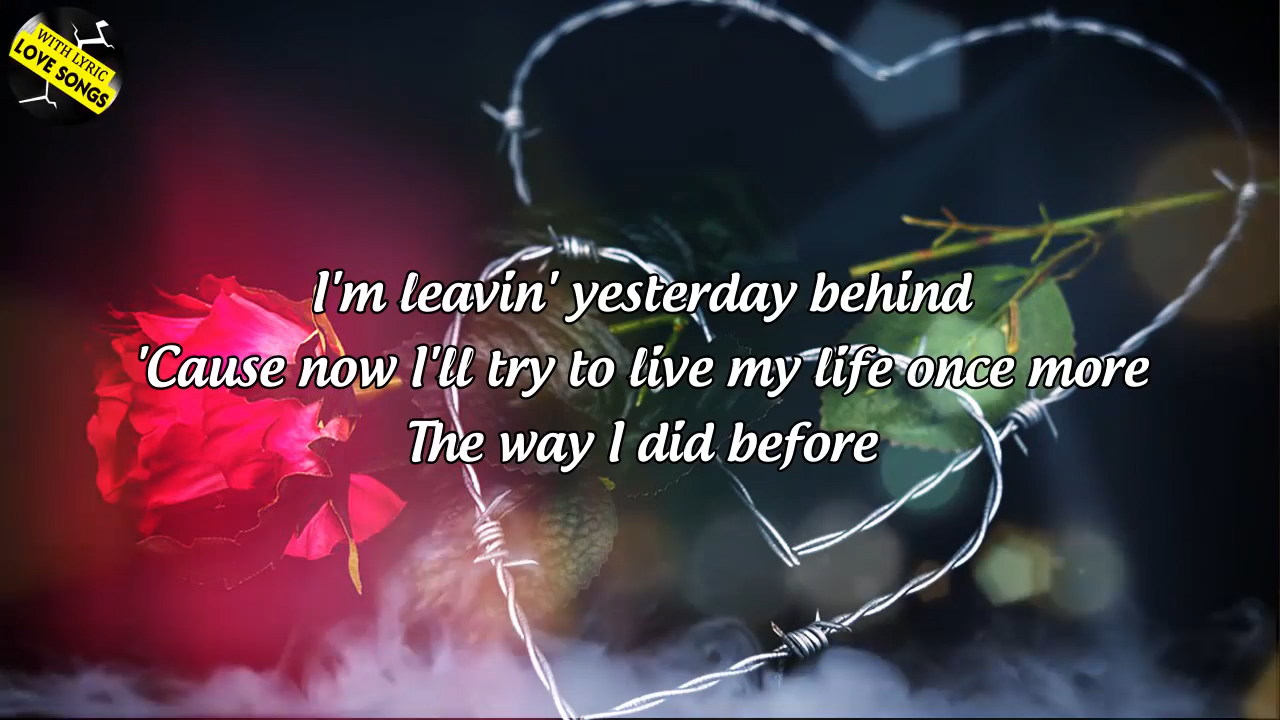 WITH LYRIC
LOVE SONGS
I'm leavin' yesterday behind
'Cause now I'll try to live my life once more
The way I did before